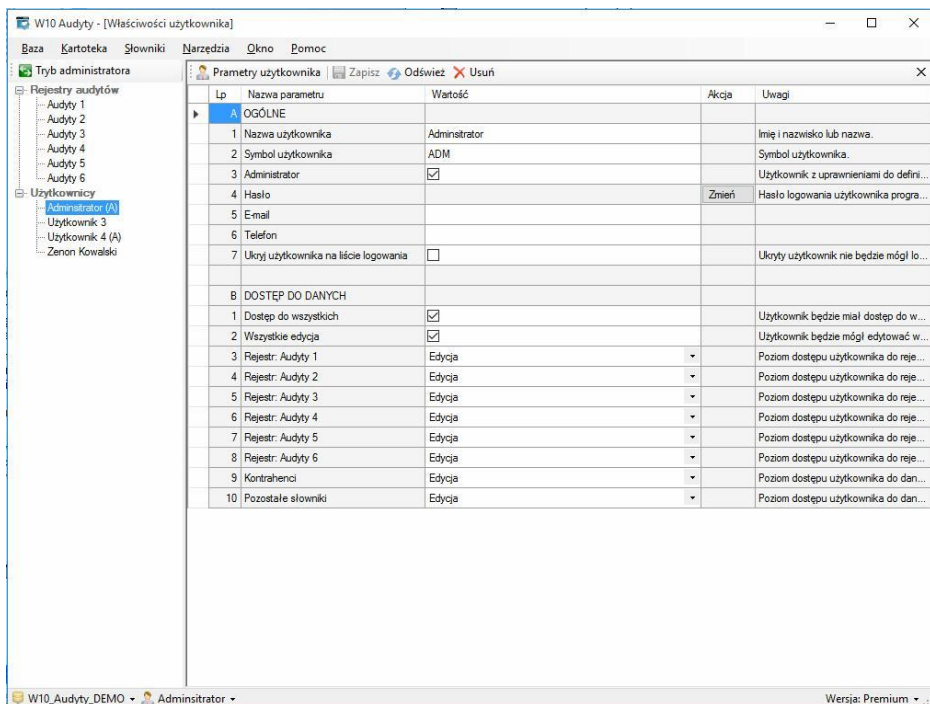 W10 Audyty - [Właściwości użytkownika]
Baza Kartoteka Słowniki Narzędzia Okno Pomoc
Tryb administratora
Rejestry audytów
Audyty 1
Audyty 2
Audyty 3
Audyty 4
Audyty 5
Audyty 6
Użytkownicy
Adminsitrator (A)
Użytkownik 3
Użytkownik 4 (A)
Zenon Kowalski
Prametry użytkownika Zapisz Odśwież Usuń
Lp Nazwa parametru Wartość Akcja Uwagi
A OGÓLNE
1 Nazwa użytkownika Adminsitrator Imię i nazwisko lub nazwa.
2 Symbol użytkownika ADM Symbol użytkownika.
3 Administrator Użytkownik z uprawnieniami do defini...
4 Hasło Zmień Hasło logowania użytkownika progra...
5 E-mail
6 Telefon
7 Ukryj użytkownika na liście logowania Ukryty użytkownik nie będzie mógł lo...
B DOSTĘP DO DANYCH
1 Dostęp do wszystkich Użytkownik będzie miał dostęp do w...
2 Wszystkie edycja Użytkownik będzie mógł edytować w...
3 Rejestr: Audyty 1 Edycja Poziom dostępu użytkownika do reje...
4 Rejestr: Audyty 2 Edycja Poziom dostępu użytkownika do reje...
5 Rejestr: Audyty 3 Edycja Poziom dostępu użytkownika do reje...
6 Rejestr: Audyty 4 Edycja Poziom dostępu użytkownika do reje...
7 Rejestr: Audyty 5 Edycja Poziom dostępu użytkownika do reje...
8 Rejestr: Audyty 6 Edycja Poziom dostępu użytkownika do reje...
9 Kontrahenci Edycja Poziom dostępu użytkownika do dan...
10 Pozostałe słowniki Edycja Poziom dostępu użytkownika do dan...
W10_Audyty_DEMO Adminsitrator Wersja: Premium